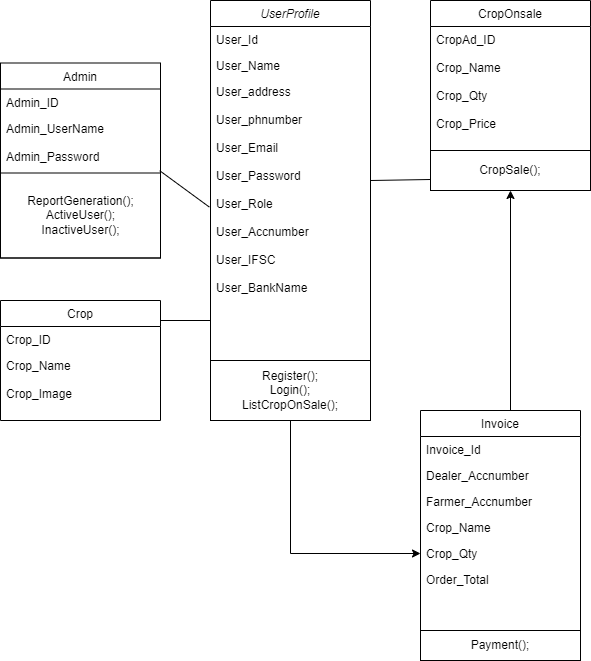 UserProfile
User_Id
User_Name
User_address
User_phnumber
User_Email
User_Password
User_Role
User_Accnumber
User_IFSC
User_BankName
Register();
Login();
ListCropOnSale();
CropOnsale
CropAd_ID
Crop_Name
Crop_Qty
Crop_Price
CropSale();
Admin
Admin_ID
Admin_UserName
Admin_Password
ReportGeneration();
ActiveUser();
InactiveUser();
Crop
Crop_ID
Crop_Name
Crop_Image
Invoice
Invoice_Id
Dealer_Accnumber
Farmer_Accnumber
Crop_Name
Crop_Qty
Order_Total
Payment();